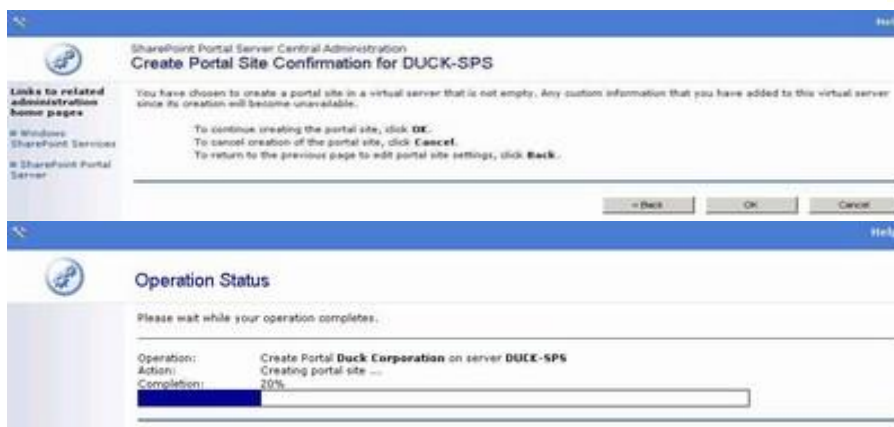 Help
SharePoint Portal Server Central Administration
Create Portal Site Confirmation for DUCK-SPS
Links to related
administration
home pages
Windows
SharePoint Services
SharePoint Portal
Server
You have chosen to create a portal site in a virtual server that is not empty. Any custom information that you have added to this virtual server
since its creation will become unavailable.
To continue creating the portal site, click OK.
To cancel creation of the portal site, click Cancel.
To return to the previous page to edit portal site settings, click Back.
< Back
OK
Cancel
Help
Operation Status
Please wait while your operation completes.
Operation: Create Portal Duck Corporation on server DUCK-SPS
Action: Creating portal site ...
Completion: 20%